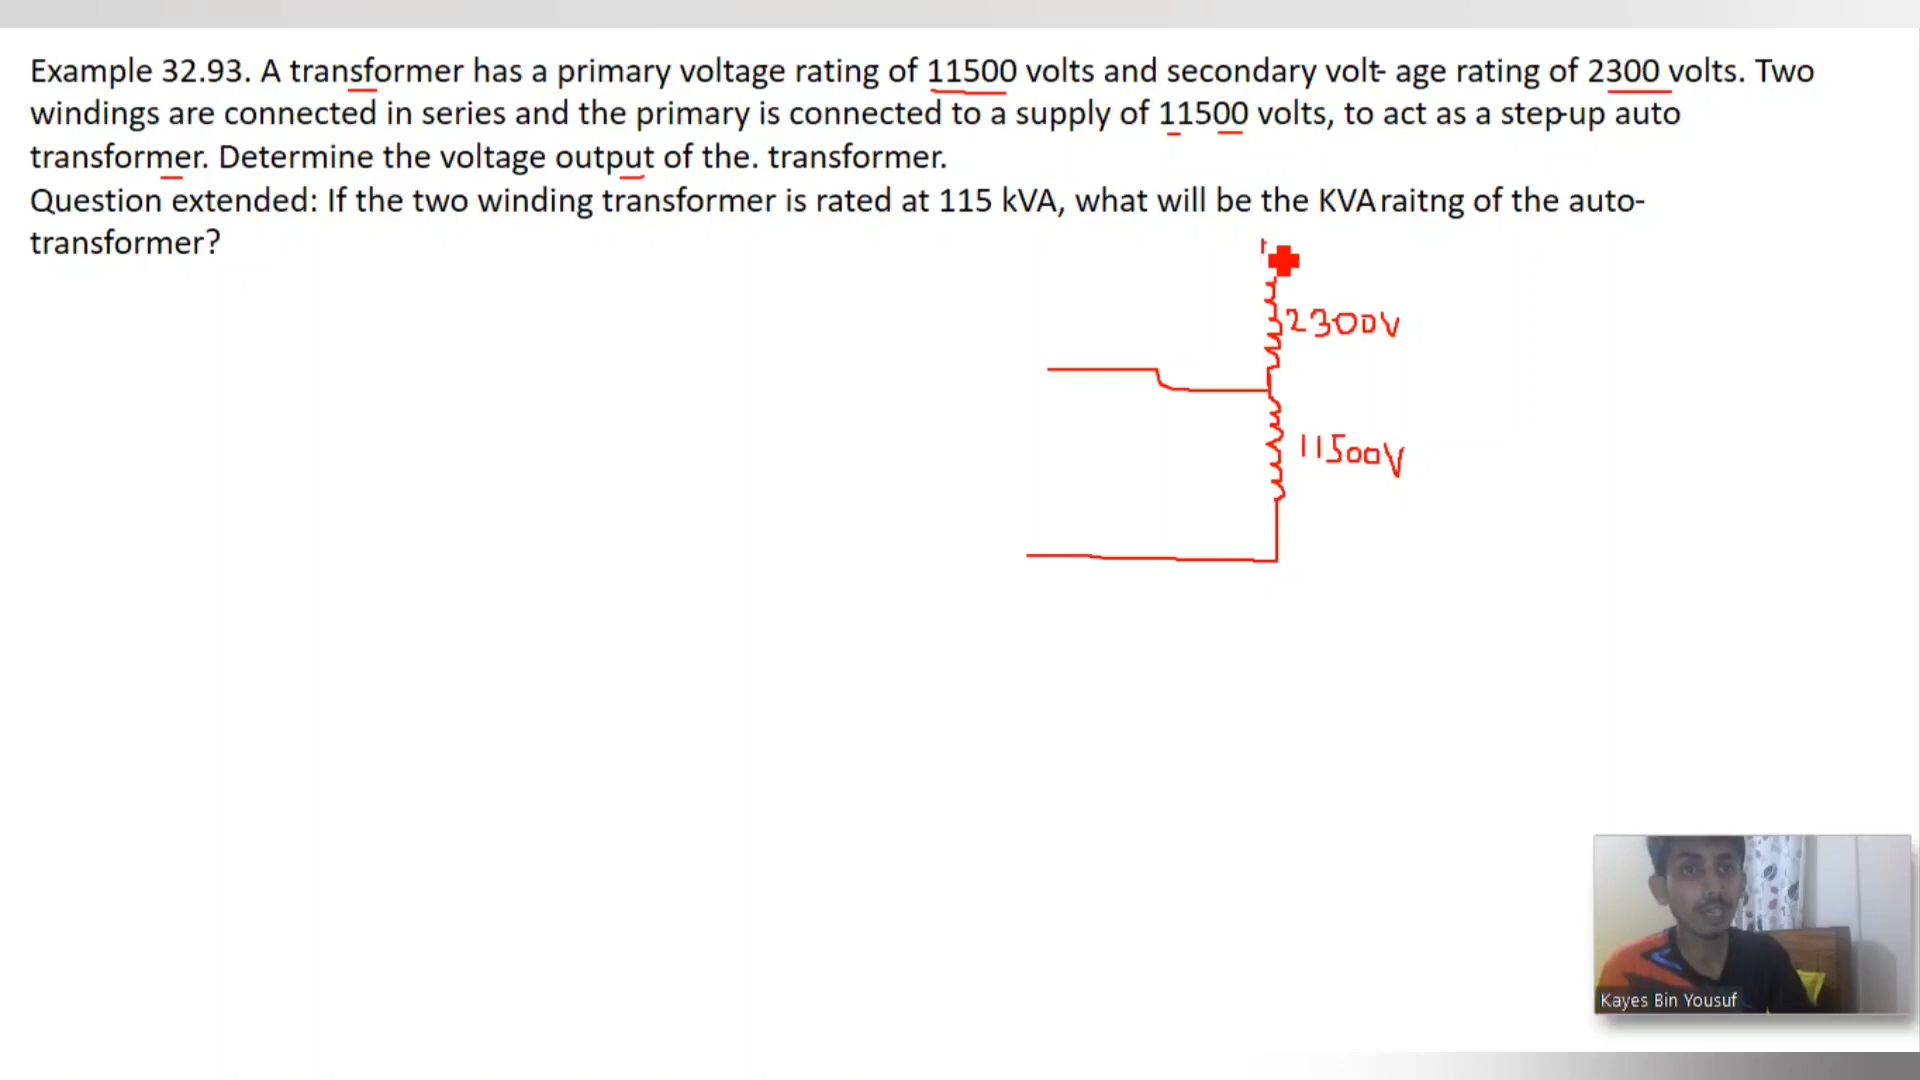 Example 32.93. A transformer has a primary voltage rating of 11500 volts and secondary volt- age rating of 2300 volts. Two
windings are connected in series and the primary is connected to a supply of 11500 volts, to act as a step-up auto
transformer. Determine the voltage output of the. transformer.
Question extended: If the two winding transformer is rated at 115 kVA, what will be the KVA raitng of the auto-
transformer?
2300V
11500V
Kayes Bin Yousuf